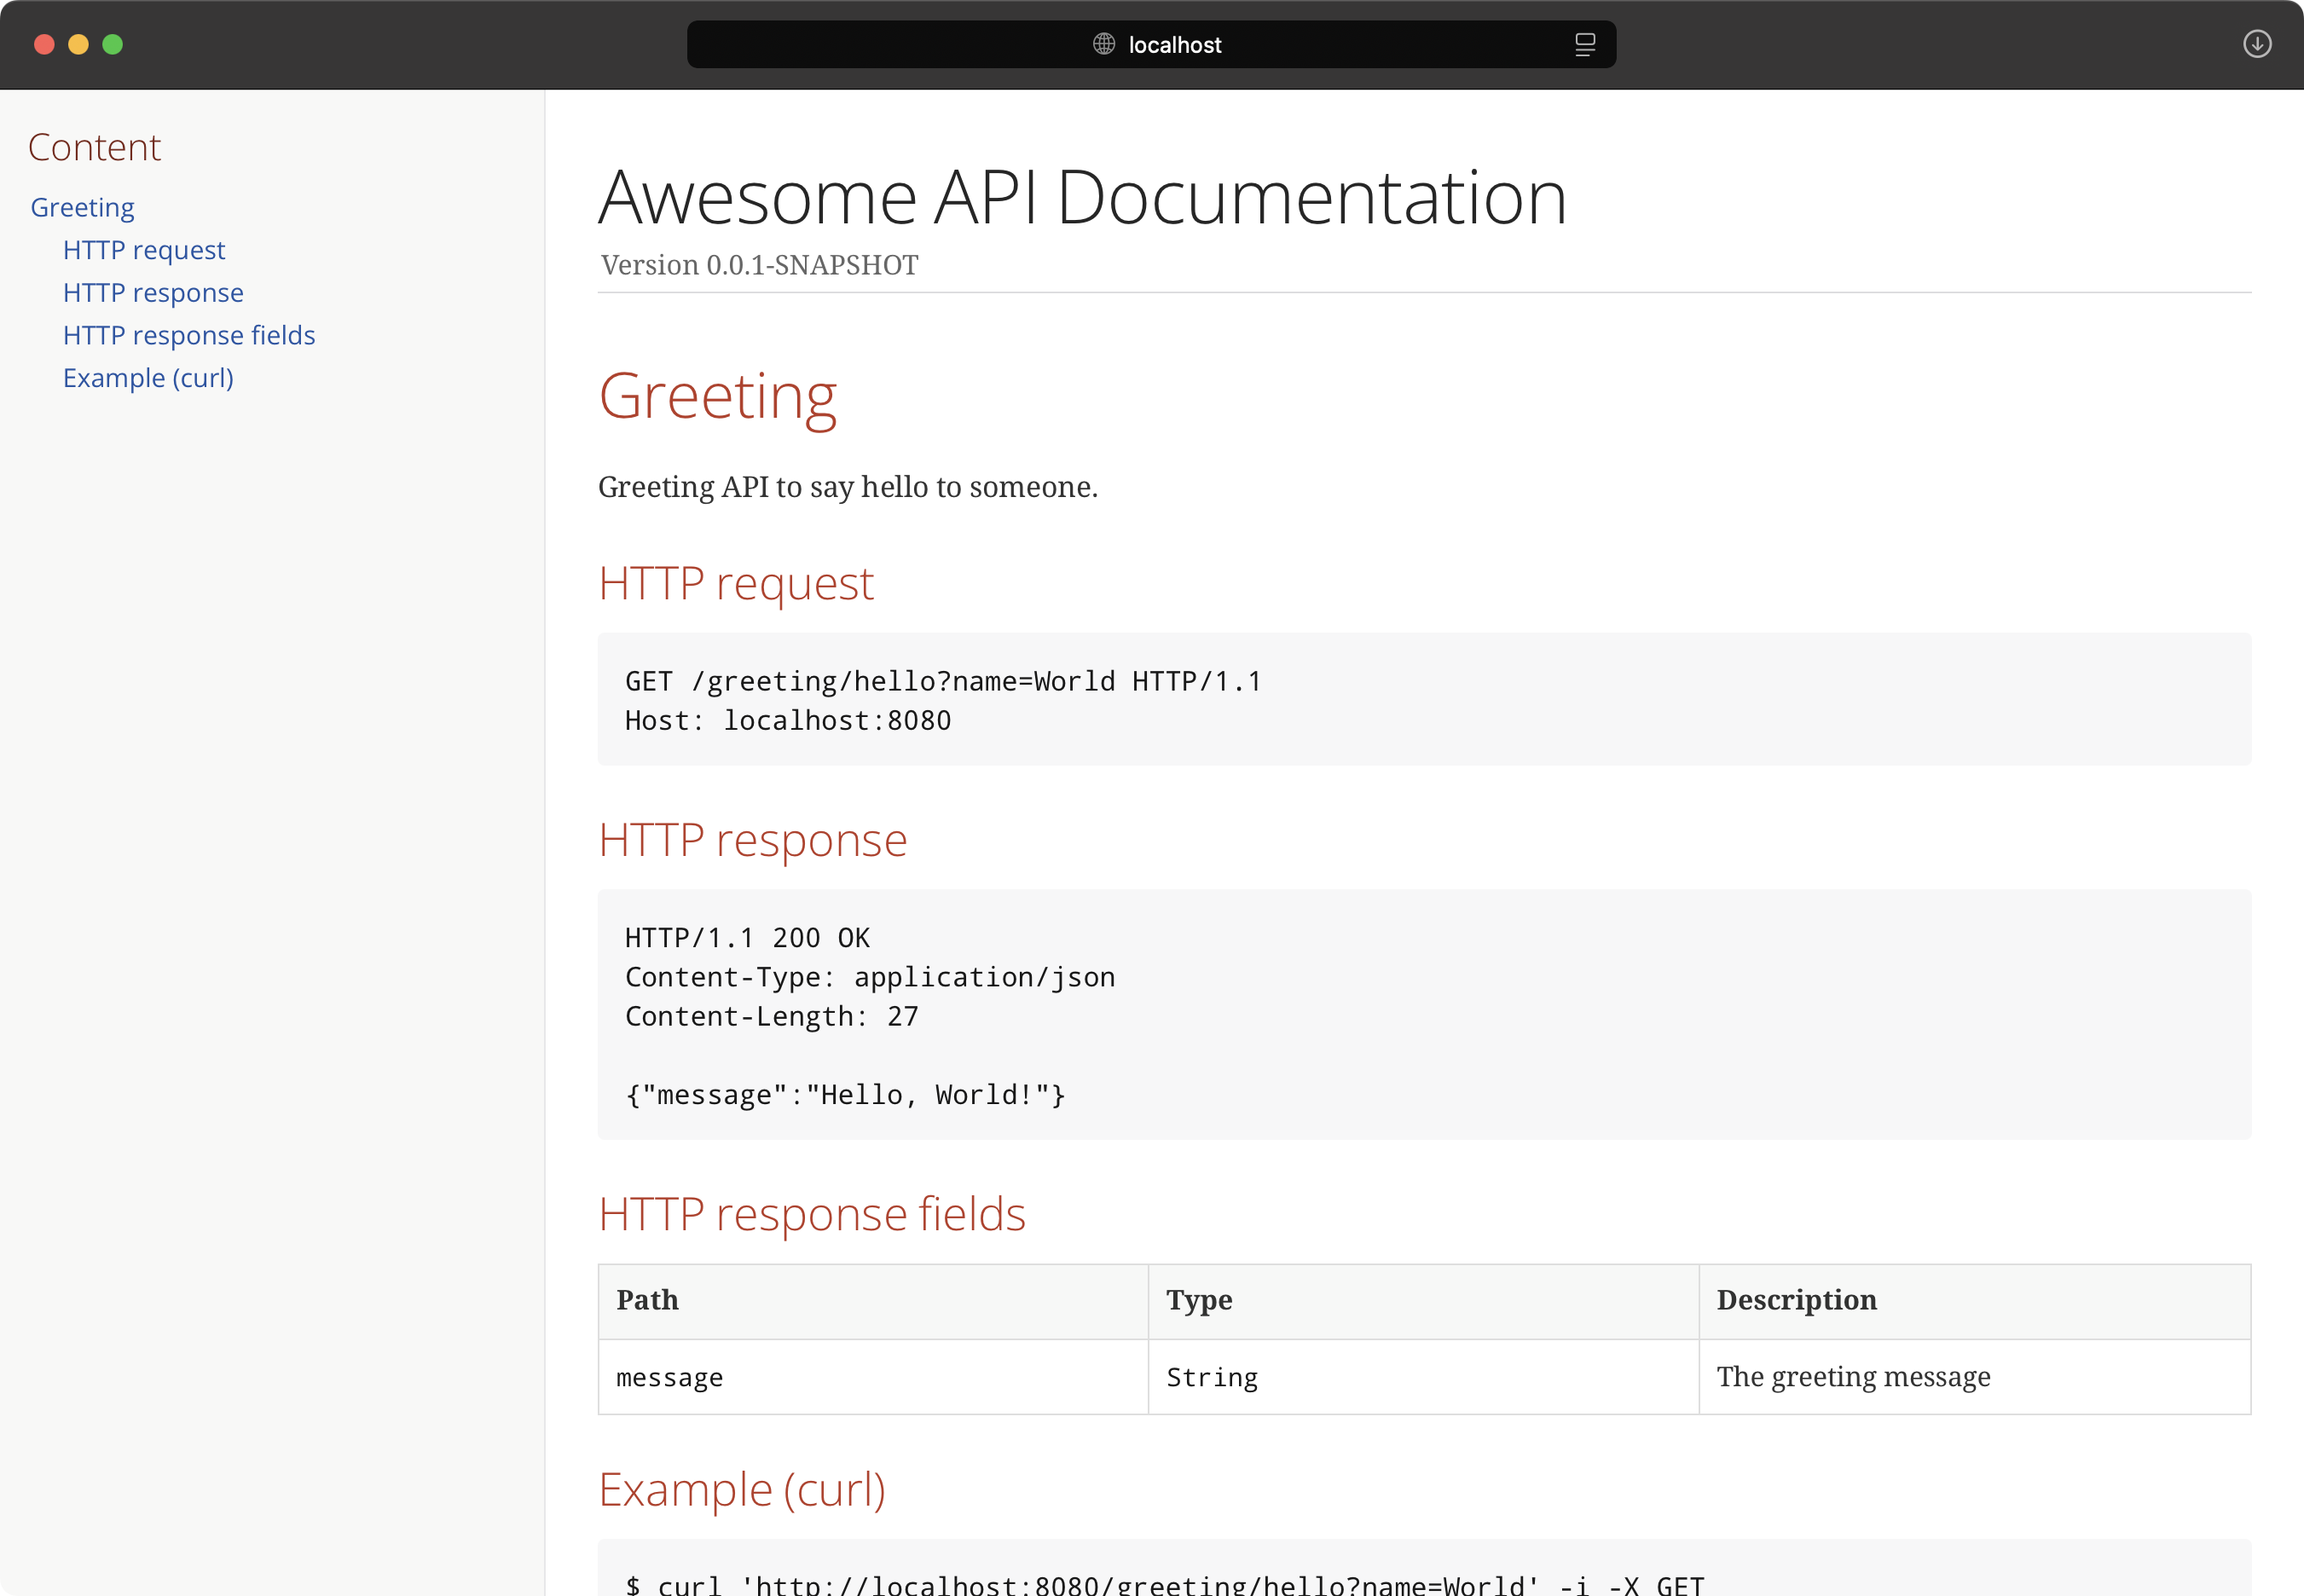 localhost
Content
Greeting
HTTP request
HTTP response
HTTP response fields
Example (curl)
Awesome API Documentation
Version 0.0.1-SNAPSHOT
Greeting
Greeting API to say hello to someone.
HTTP request
GET /greeting/hello?name=World HTTP/1.1
Host: localhost:8080
HTTP response
HTTP/1.1 200 OK
Content-Type: application/json
Content-Length: 27
{"message":"Hello, World!"}
HTTP response fields
Path Type Description
message String The greeting message
Example (curl)
$ curl 'http://localhost:8080/greeting/hello?name=World' -i -X GET